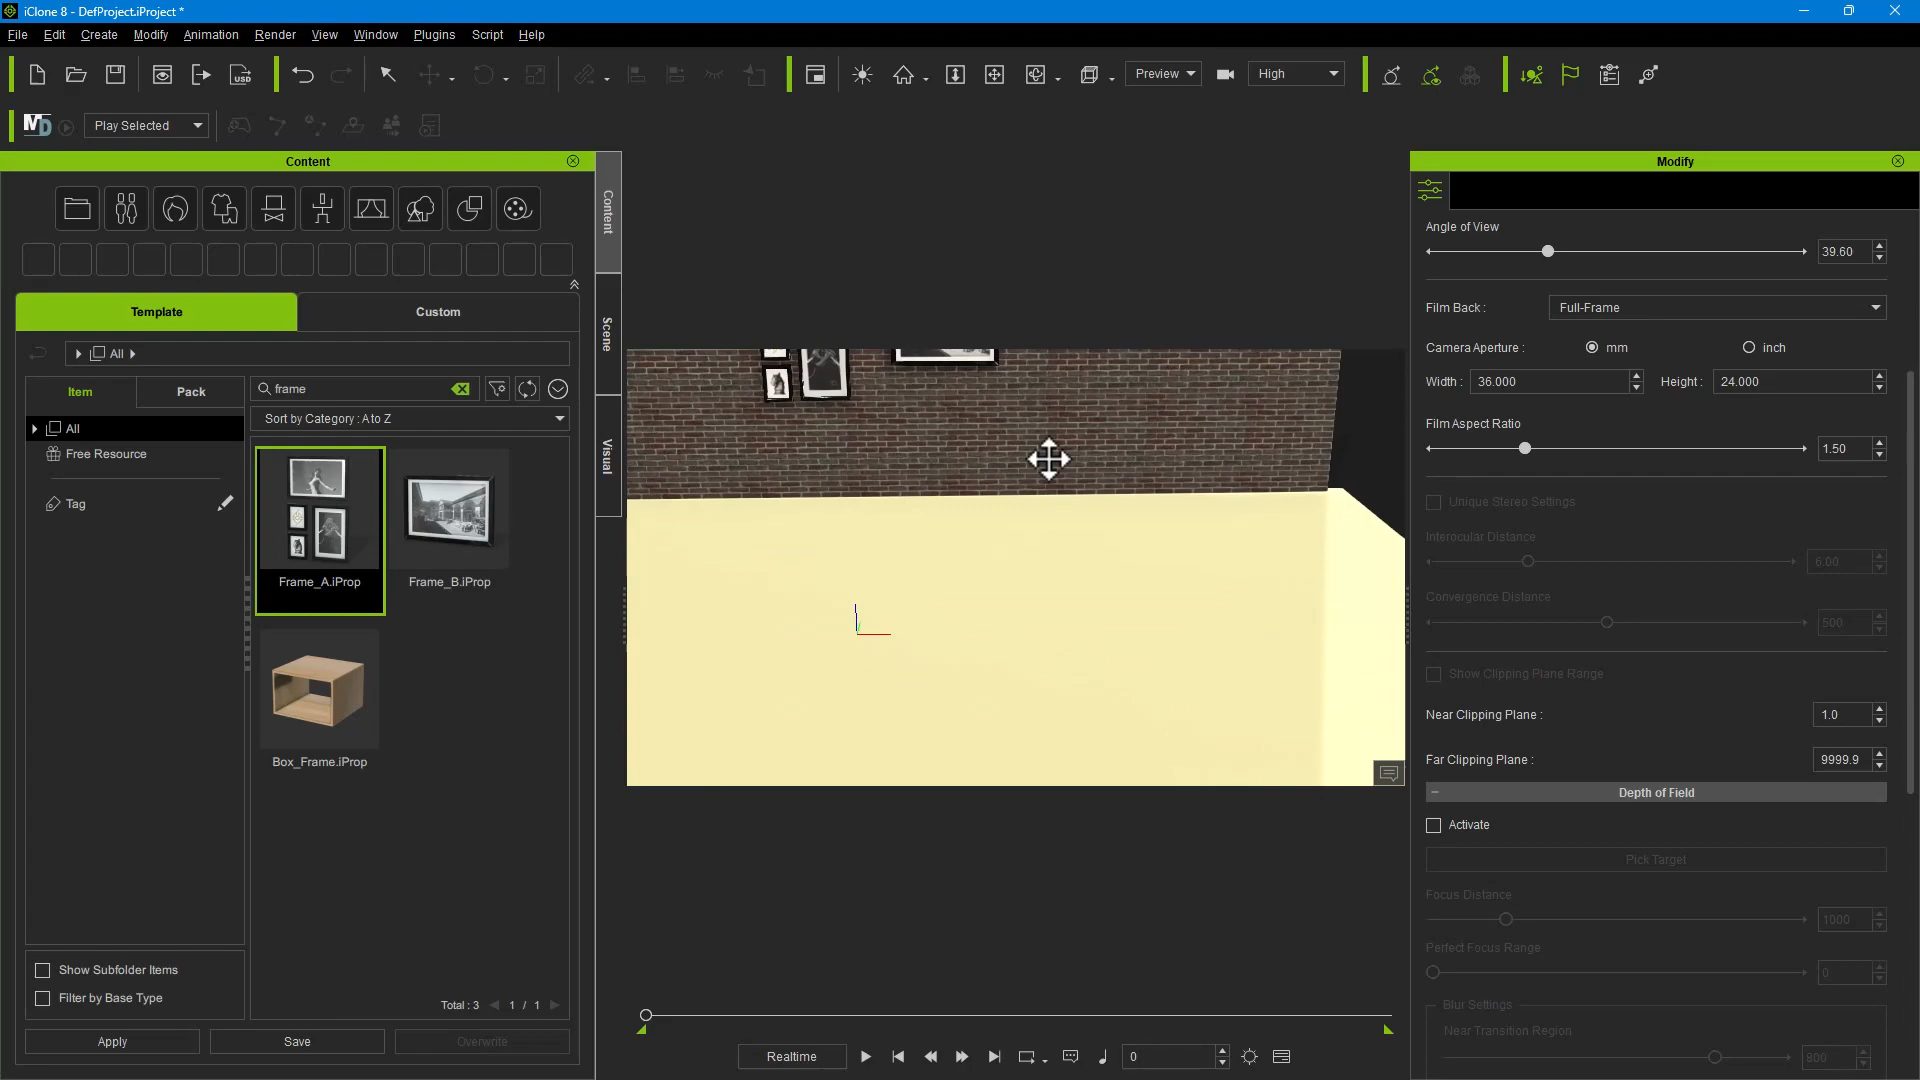 iClone 8 - DefProject.iProject *
File Edit Create Modify Animation Render View Window Plugins Script Help
Preview High
MD Play Selected
Content
Template Custom
All
Item Pack
frame
Sort by Category : A to Z
All
Free Resource
Tag
Frame_A.iProp Frame_B.iProp
Box_Frame.iProp
Show Subfolder Items
Filter by Base Type
Total : 3 1 / 1
Apply Save Overwrite
Content
Scene
Visual
Realtime 0
Modify
Angle of View
39.60
Film Back : Full-Frame
Camera Aperture : mm inch
Width : 36.000 Height : 24.000
Film Aspect Ratio
1.50
Unique Stereo Settings
Interocular Distance
6.00
Convergence Distance
500
Show Clipping Plane Range
Near Clipping Plane : 1.0
Far Clipping Plane : 9999.9
Depth of Field
Activate
Pick Target
Focus Distance
1000
Perfect Focus Range
0
Blur Settings
Near Transition Region
800